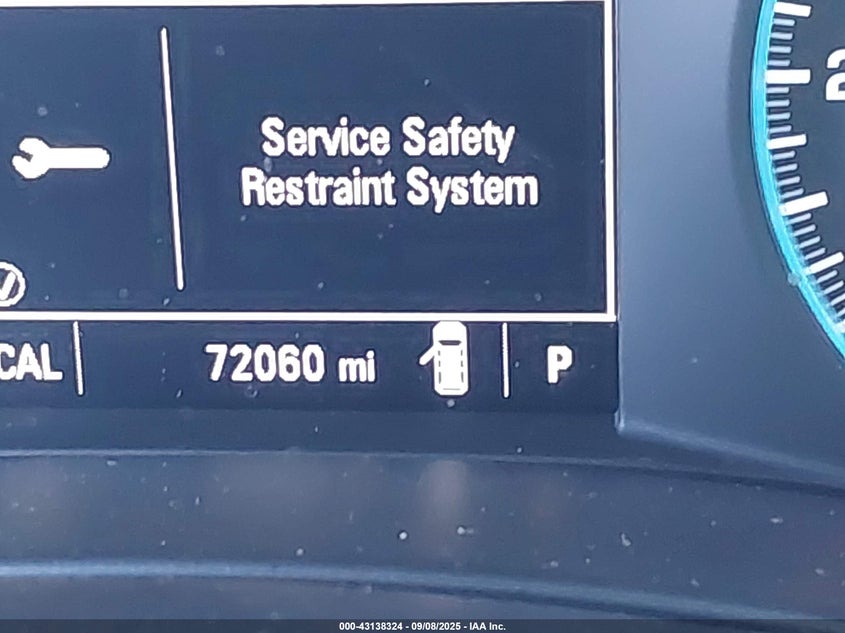 Service Safety
Restraint System
CAL
72060 mi
P
000-43138324 - 09/08/2025 - IAA Inc.